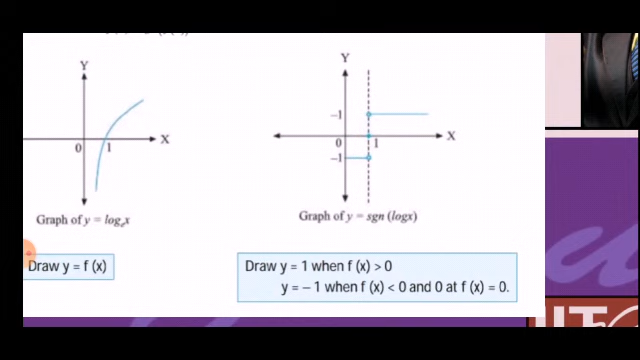 Y
Y
-1
X
X
0
1
0
1
-1
Graph of y = logₑx
Graph of y = sgn (logx)
Draw y = f (x)
Draw y = 1 when f (x) > 0
y = – 1 when f (x) < 0 and 0 at f (x) = 0.